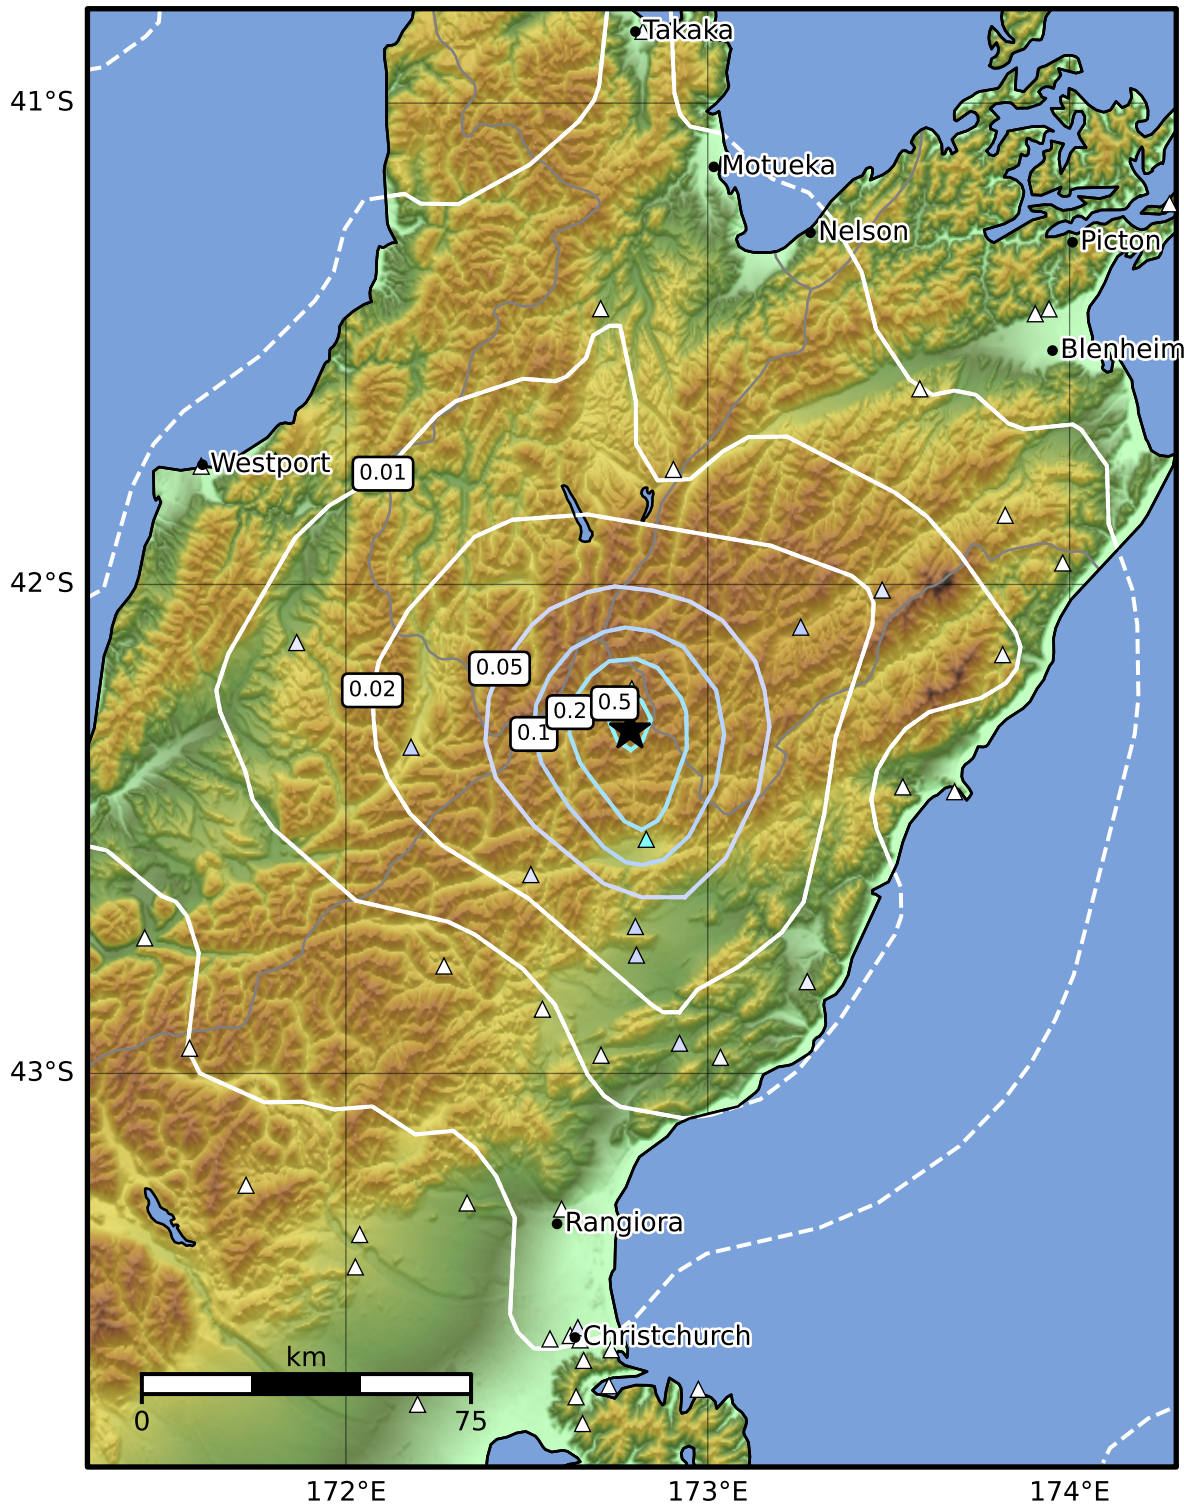 Takaka
41°S
Motueka
Nelson
Picton
Blenheim
Westport
0.01
42°S
0.05
0.02
0.5
0.2
0.1
43°S
Rangiora
Christchurch
km
0
75
172°E
173°E
174°E